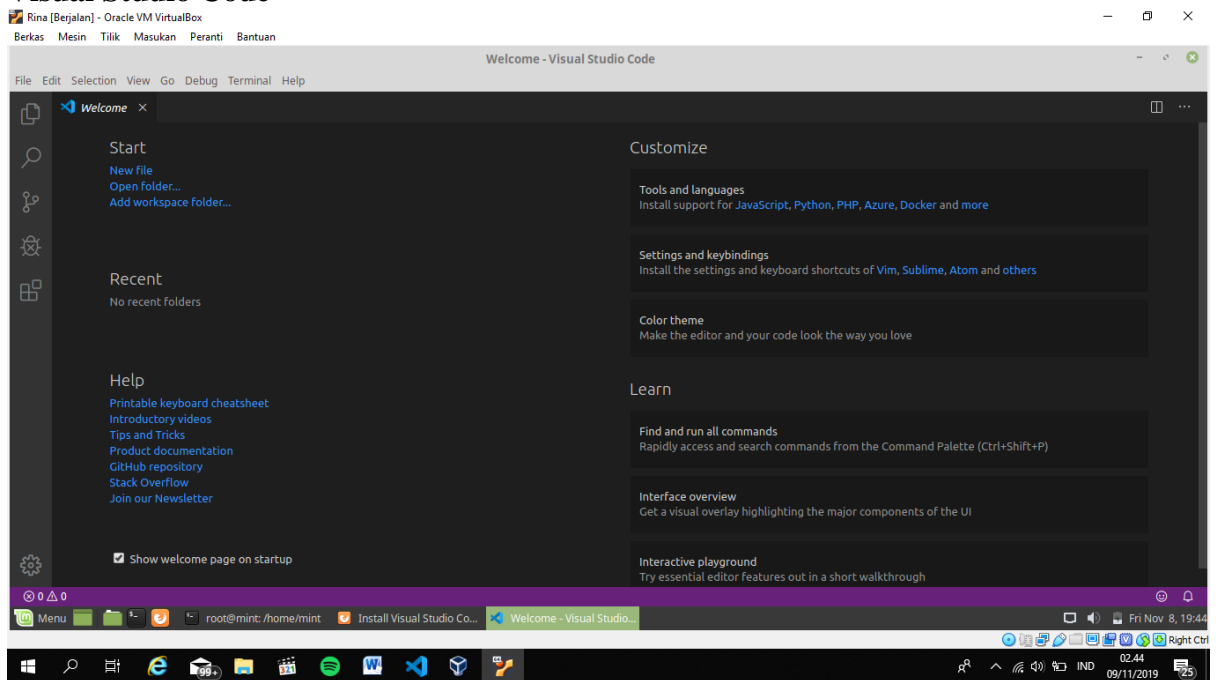 Visual Studio Code
Rina [Berjalan] - Oracle VM VirtualBox
Berkas Mesin Tilik Masukan Peranti Bantuan
Welcome - Visual Studio Code
File Edit Selection View Go Debug Terminal Help
Welcome
Start
New file
Open folder...
Add workspace folder...
Recent
No recent folders
Help
Printable keyboard cheatsheet
Introductory videos
Tips and Tricks
Product documentation
GitHub repository
Stack Overflow
Join our Newsletter
Show welcome page on startup
Customize
Tools and languages
Install support for JavaScript, Python, PHP, Azure, Docker and more
Settings and keybindings
Install the settings and keyboard shortcuts of Vim, Sublime, Atom and others
Color theme
Make the editor and your code look the way you love
Learn
Find and run all commands
Rapidly access and search commands from the Command Palette (Ctrl+Shift+P)
Interface overview
Get a visual overlay highlighting the major components of the UI
Interactive playground
Try essential editor features out in a short walkthrough
0 0
Menu root@mint: /home/mint Install Visual Studio Co... Welcome - Visual Studio... Fri Nov 8, 19:44
Right Ctrl
99+ 321 IND 02.44
09/11/2019 25